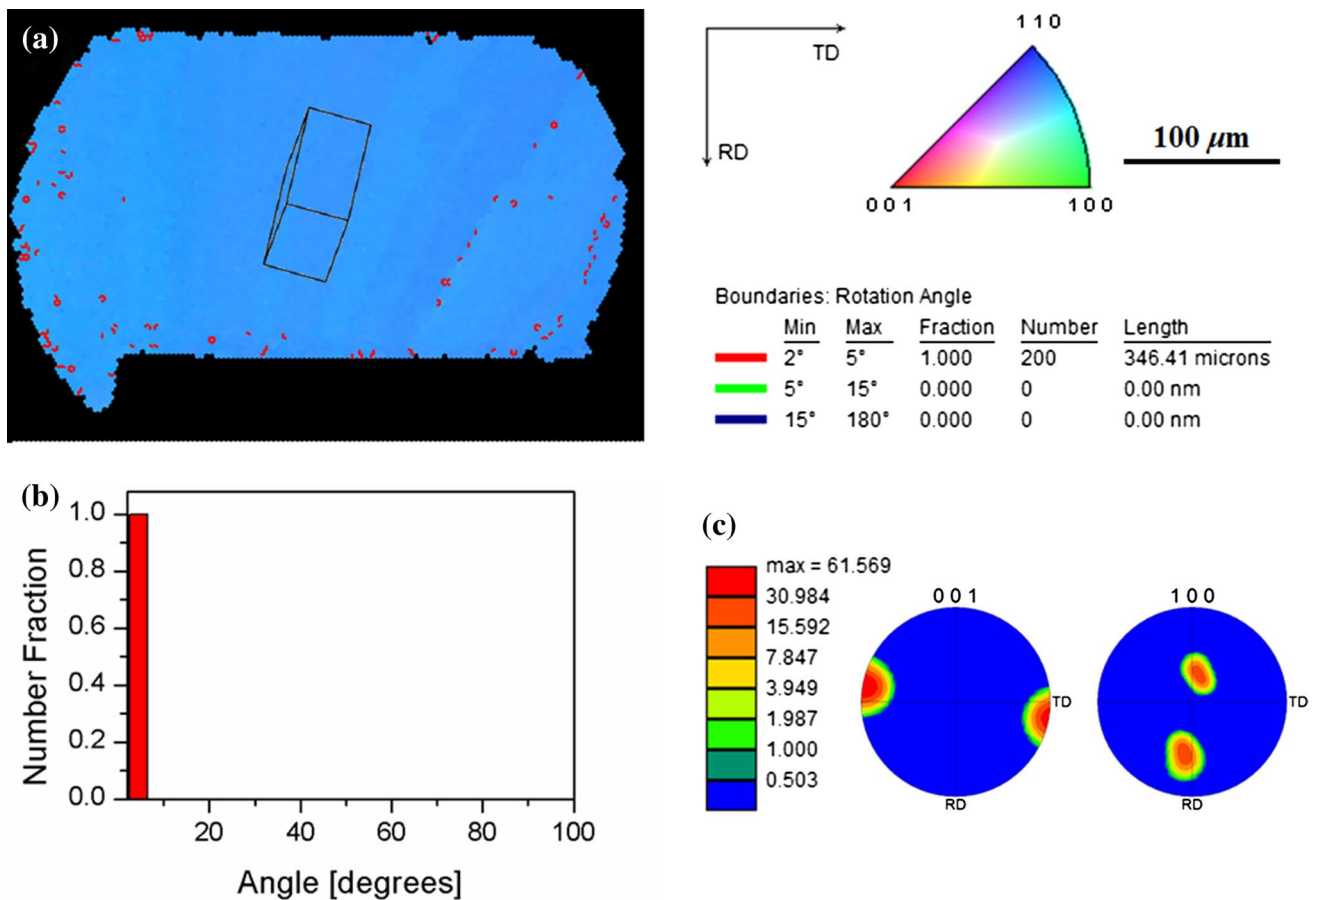 (a)
TD
RD
1 1 0
0 0 1
1 0 0
100 μm
Boundaries: Rotation Angle
Min Max Fraction Number Length
2° 5° 1.000 200 346.41 microns
5° 15° 0.000 0 0.00 nm
15° 180° 0.000 0 0.00 nm
(b)
Number Fraction
1.0
0.8
0.6
0.4
0.2
0.0
20 40 60 80 100
Angle [degrees]
(c)
max = 61.569
30.984
15.592
7.847
3.949
1.987
1.000
0.503
0 0 1
TD
RD
1 0 0
TD
RD